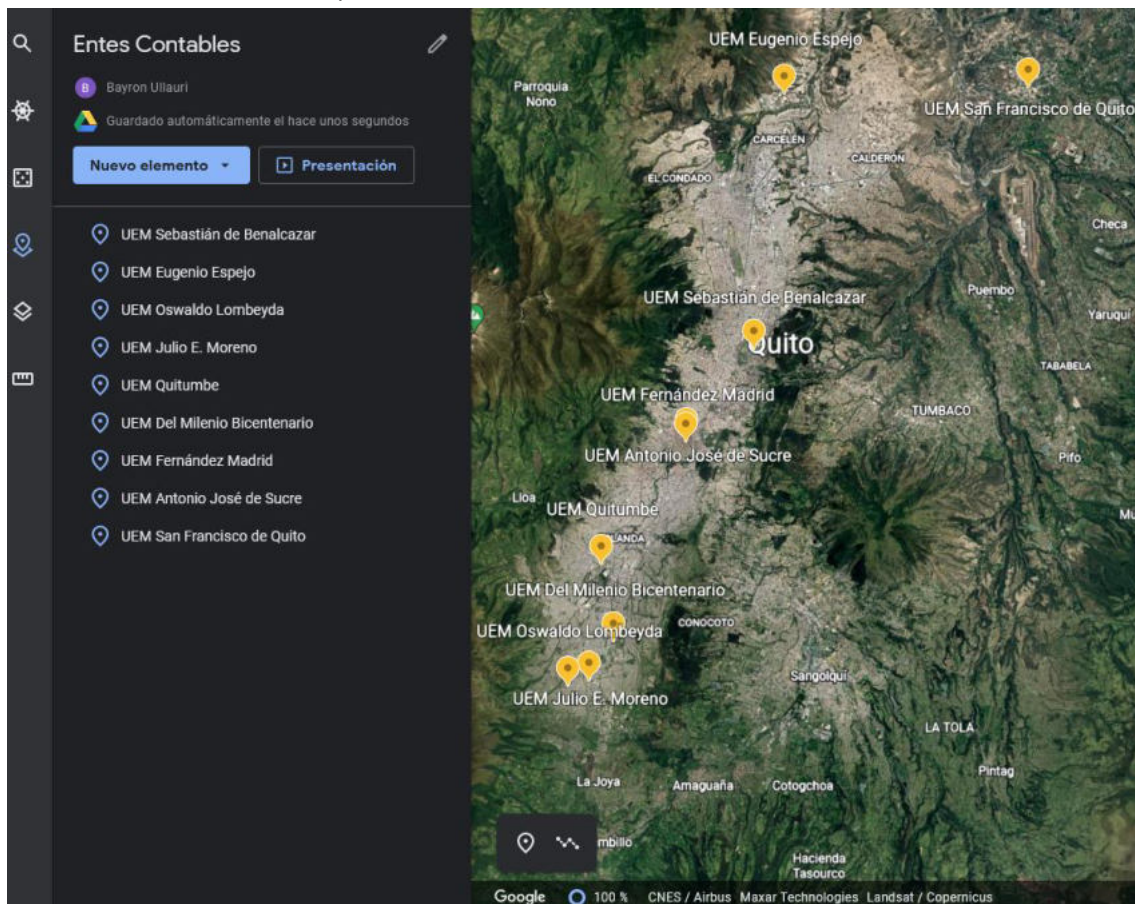 Entes Contables
B Bayron Ullauri
Guardado automáticamente el hace unos segundos
Nuevo elemento
Presentación
UEM Sebastián de Benalcazar
UEM Eugenio Espejo
UEM Oswaldo Lombeyda
UEM Julio E. Moreno
UEM Quitumbe
UEM Del Milenio Bicentenario
UEM Fernández Madrid
UEM Antonio José de Sucre
UEM San Francisco de Quito
UEM Eugenio Espejo
Parroquia
Nono
UEM San Francisco de Quito
CARCELÉN
CALDERÓN
EL CONDADO
Checa
Puembo
UEM Sebastián de Benalcazar
Yaruquí
Quito
TABABELA
UEM Fernández Madrid
TUMBACO
UEM Antonio José de Sucre
Pifo
Lloa
UEM Quitumbe
UEM Del Milenio Bicentenario
CONOCOTO
UEM Oswaldo Lombeyda
Sangolquí
UEM Julio E. Moreno
LA TOLA
Pintag
La Joya
Amaguaña
Cotogchoa
mbillo
Hacienda
Tasourco
Google 100 % CNES / Airbus Maxar Technologies Landsat / Copernicus